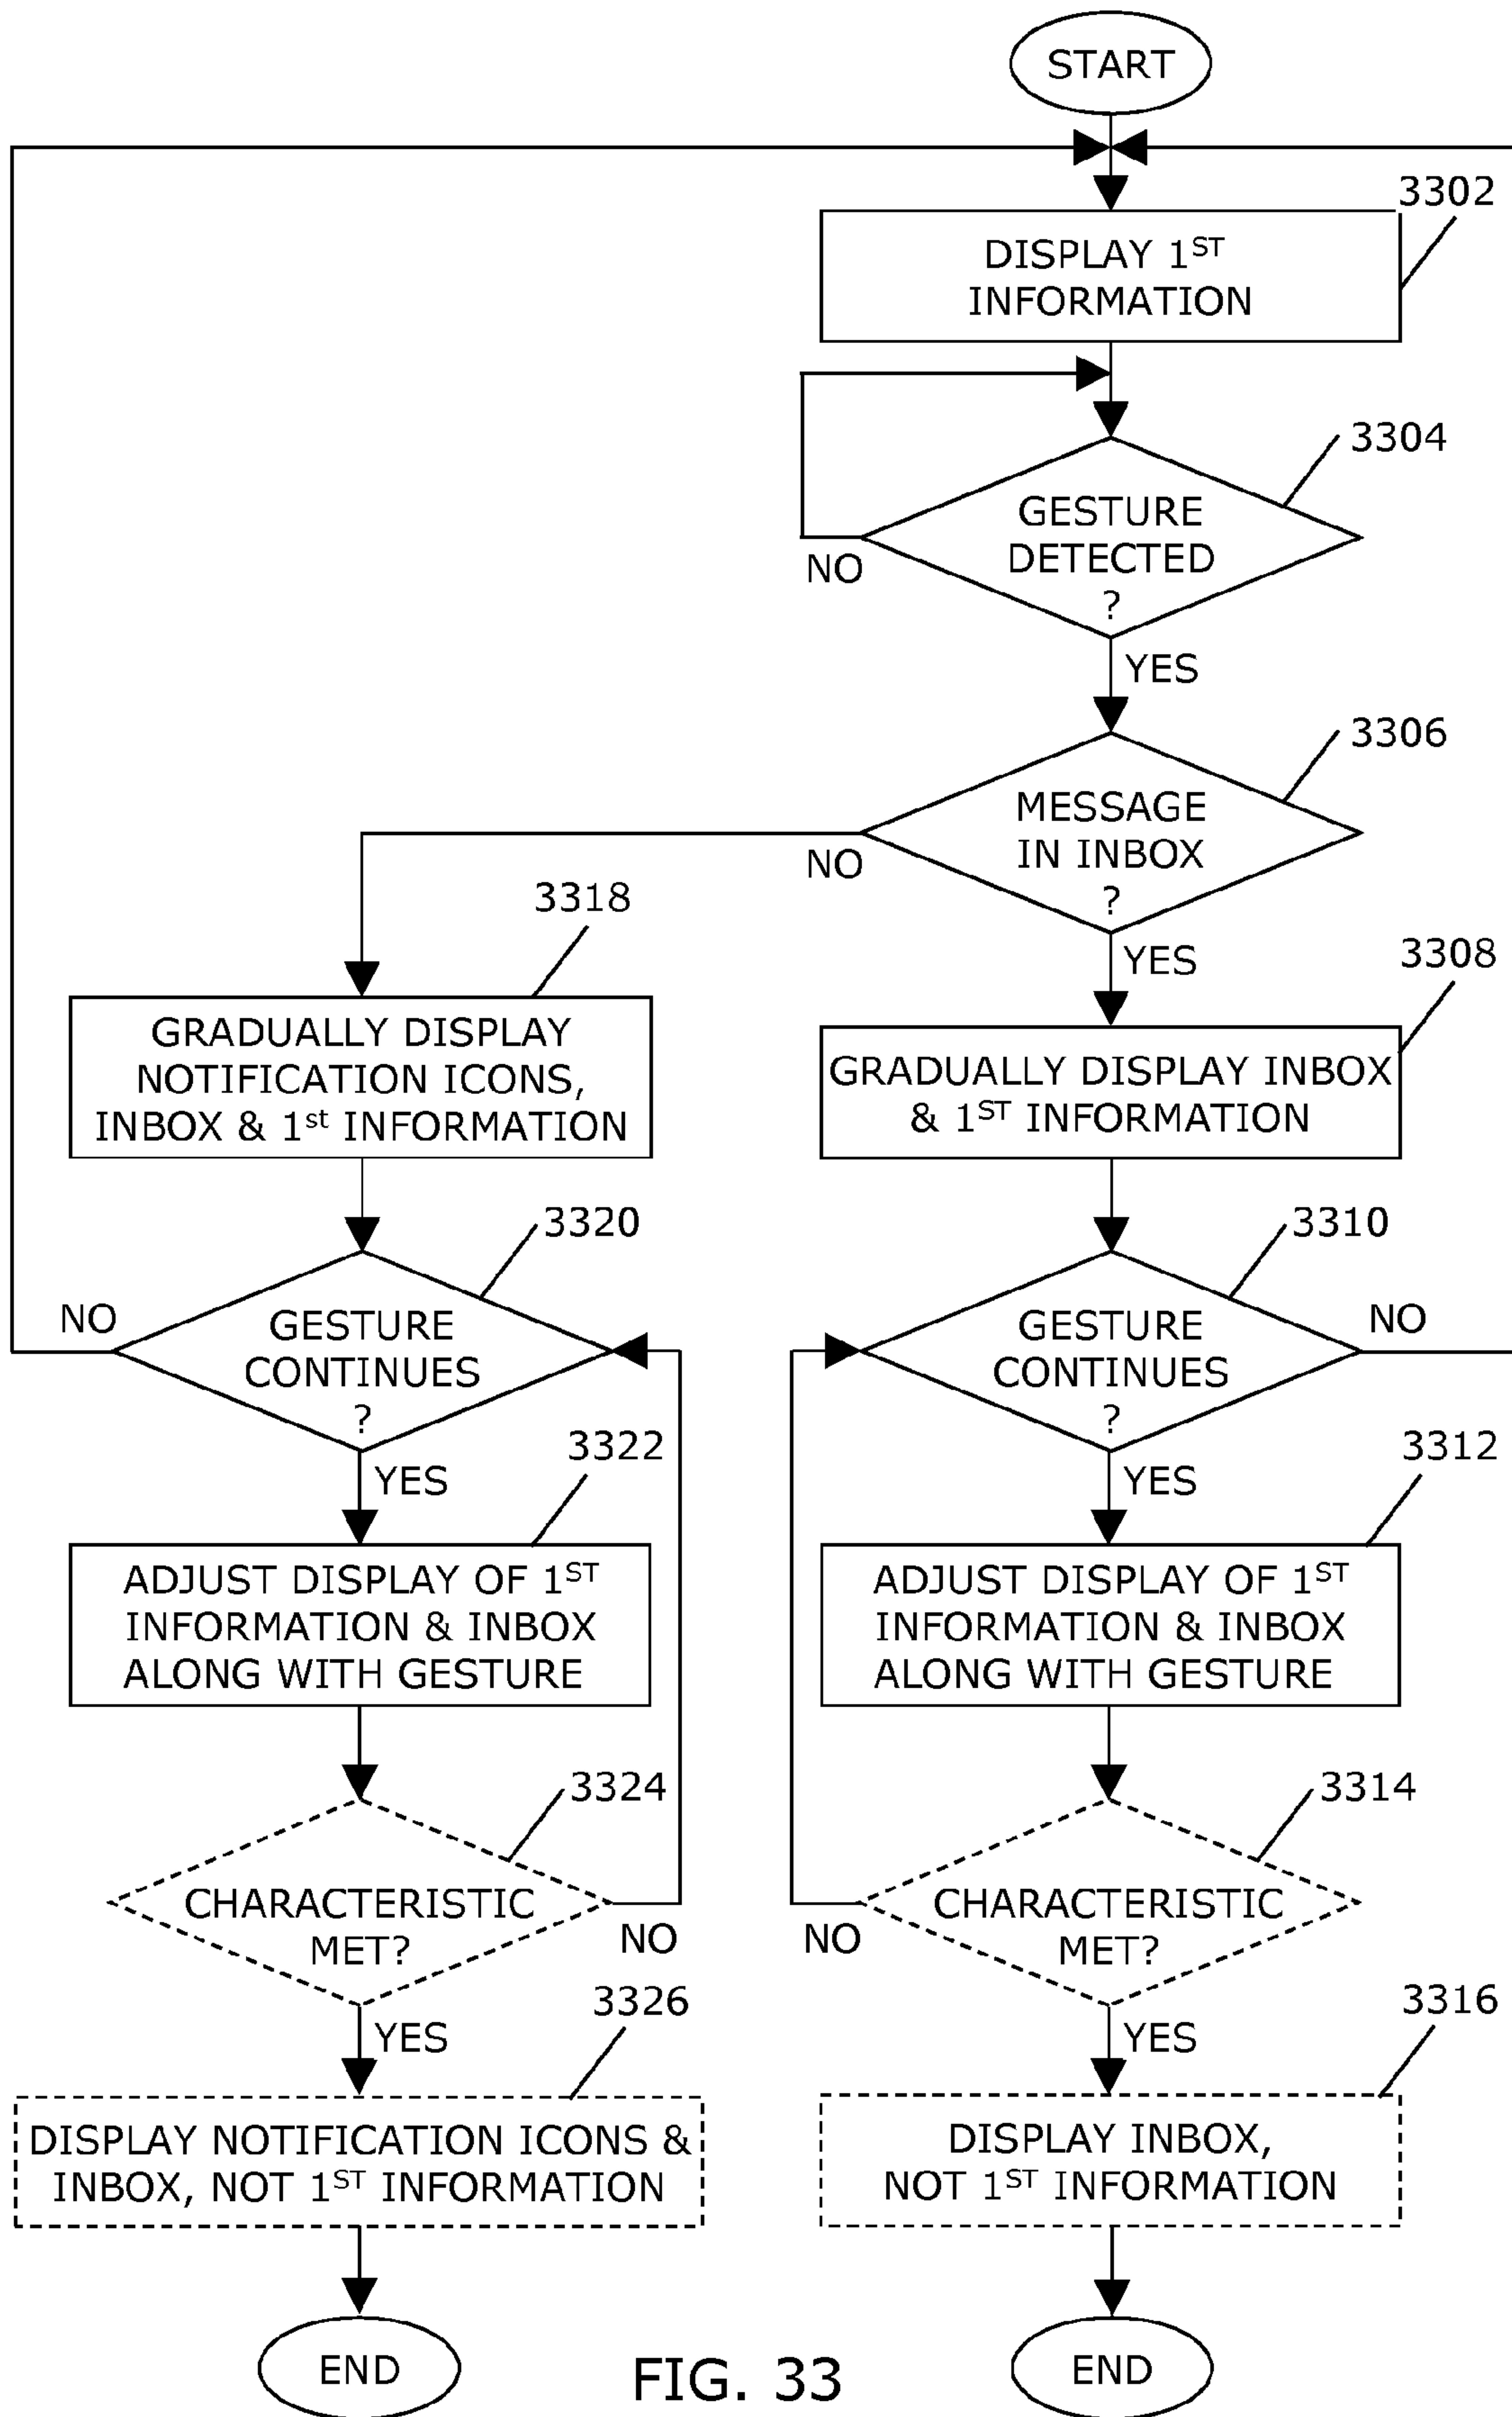 START
3302
DISPLAY 1ST
INFORMATION
3304
GESTURE
DETECTED
?
NO
YES
3306
MESSAGE
IN INBOX
?
NO
YES
3318
GRADUALLY DISPLAY
NOTIFICATION ICONS,
INBOX & 1st INFORMATION
3308
GRADUALLY DISPLAY INBOX
& 1ST INFORMATION
3320
GESTURE
CONTINUES
?
NO
YES
3310
GESTURE
CONTINUES
?
NO
YES
3322
ADJUST DISPLAY OF 1ST
INFORMATION & INBOX
ALONG WITH GESTURE
3312
ADJUST DISPLAY OF 1ST
INFORMATION & INBOX
ALONG WITH GESTURE
3324
CHARACTERISTIC
MET?
NO
YES
3314
CHARACTERISTIC
MET?
NO
YES
3326
DISPLAY NOTIFICATION ICONS &
INBOX, NOT 1ST INFORMATION
3316
DISPLAY INBOX,
NOT 1ST INFORMATION
END
END
FIG. 33